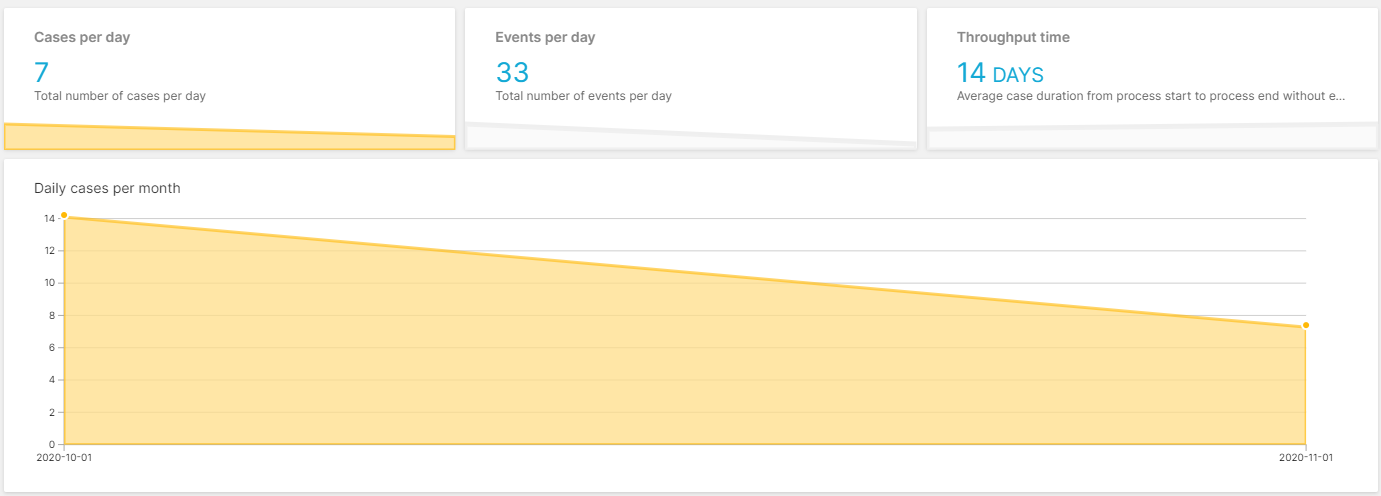 Cases per day
7
Total number of cases per day
Events per day
33
Total number of events per day
Throughput time
14 DAYS
Average case duration from process start to process end without e...
Daily cases per month
14
12
10
8
6
4
2
0
2020-10-01
2020-11-01